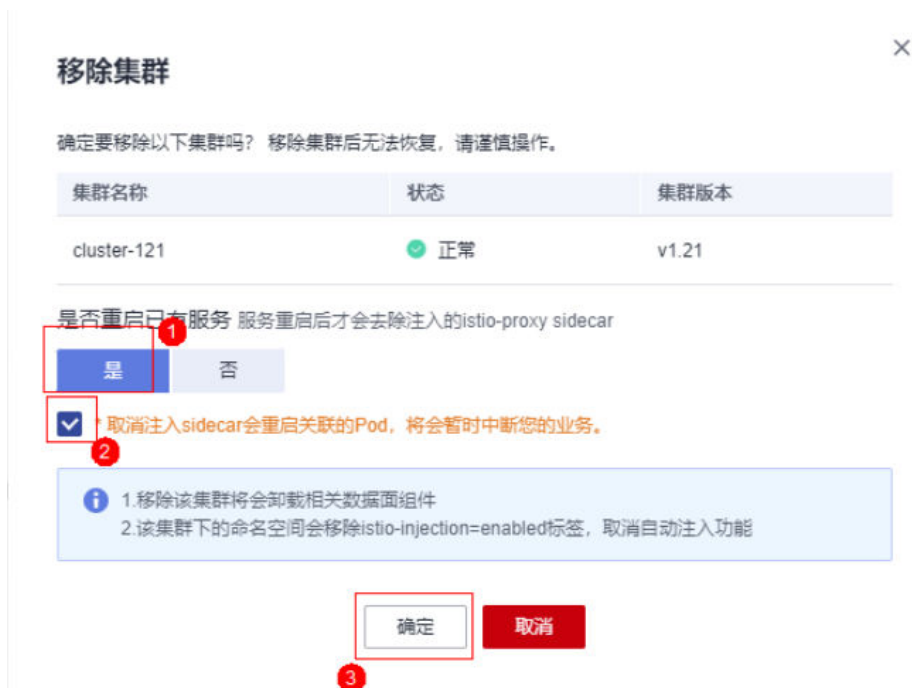 移除集群
确定要移除以下集群吗？ 移除集群后无法恢复，请谨慎操作。
集群名称 状态 集群版本
cluster-121 正常 v1.21
是否重启已有服务 服务重启后才会去除注入的istio-proxy sidecar
1
是 否
* 取消注入sidecar会重启关联的Pod，将会暂时中断您的业务。
2
1.移除该集群将会卸载相关数据面组件
2.该集群下的命名空间会移除istio-injection=enabled标签，取消自动注入功能
确定 取消
3